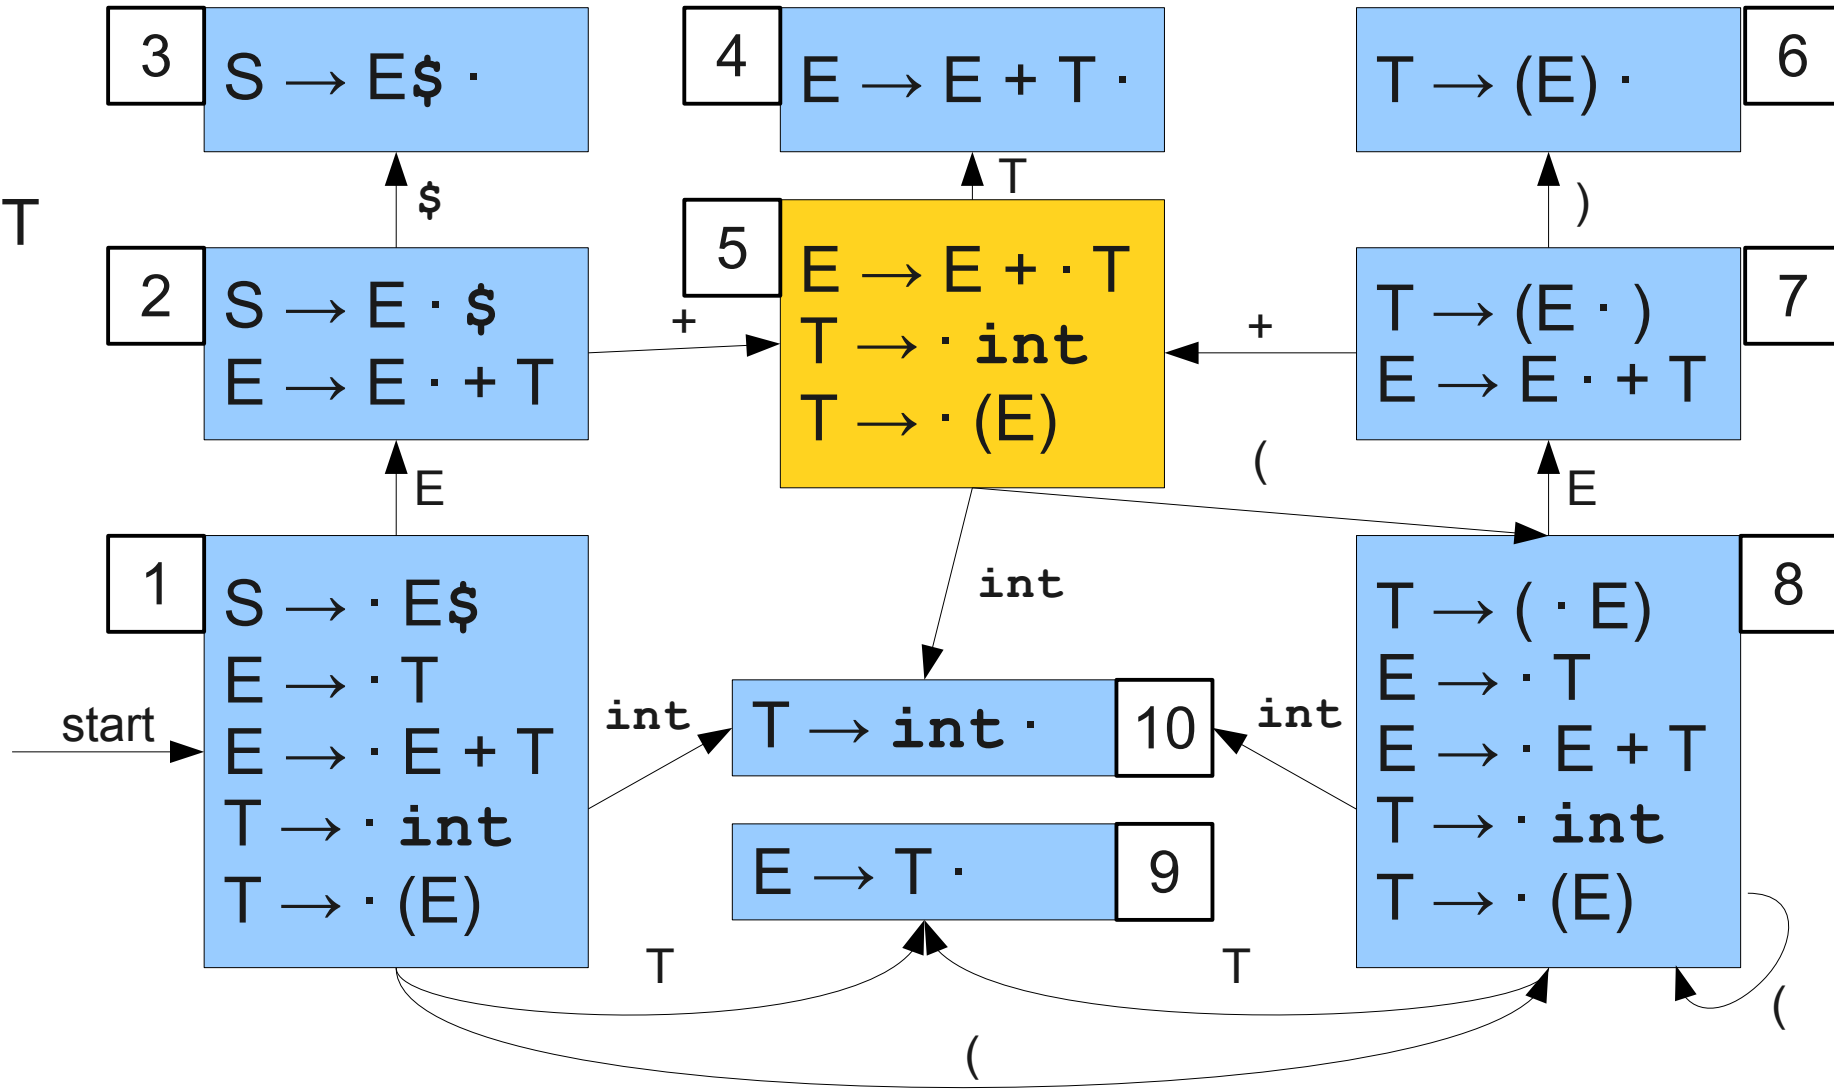 3
S → E$ ·
4
E → E + T ·
6
T → (E) ·
$
T
)
T
2
S → E · $
E → E · + T
+
5
E → E + · T
T → · int
T → · (E)
+
7
T → (E · )
E → E · + T
E
(
E
1
S → · E$
E → · T
E → · E + T
T → · int
T → · (E)
start
int
int
T → int ·
10
int
8
T → ( · E)
E → · T
E → · E + T
T → · int
T → · (E)
E → T ·
9
T
T
(
(